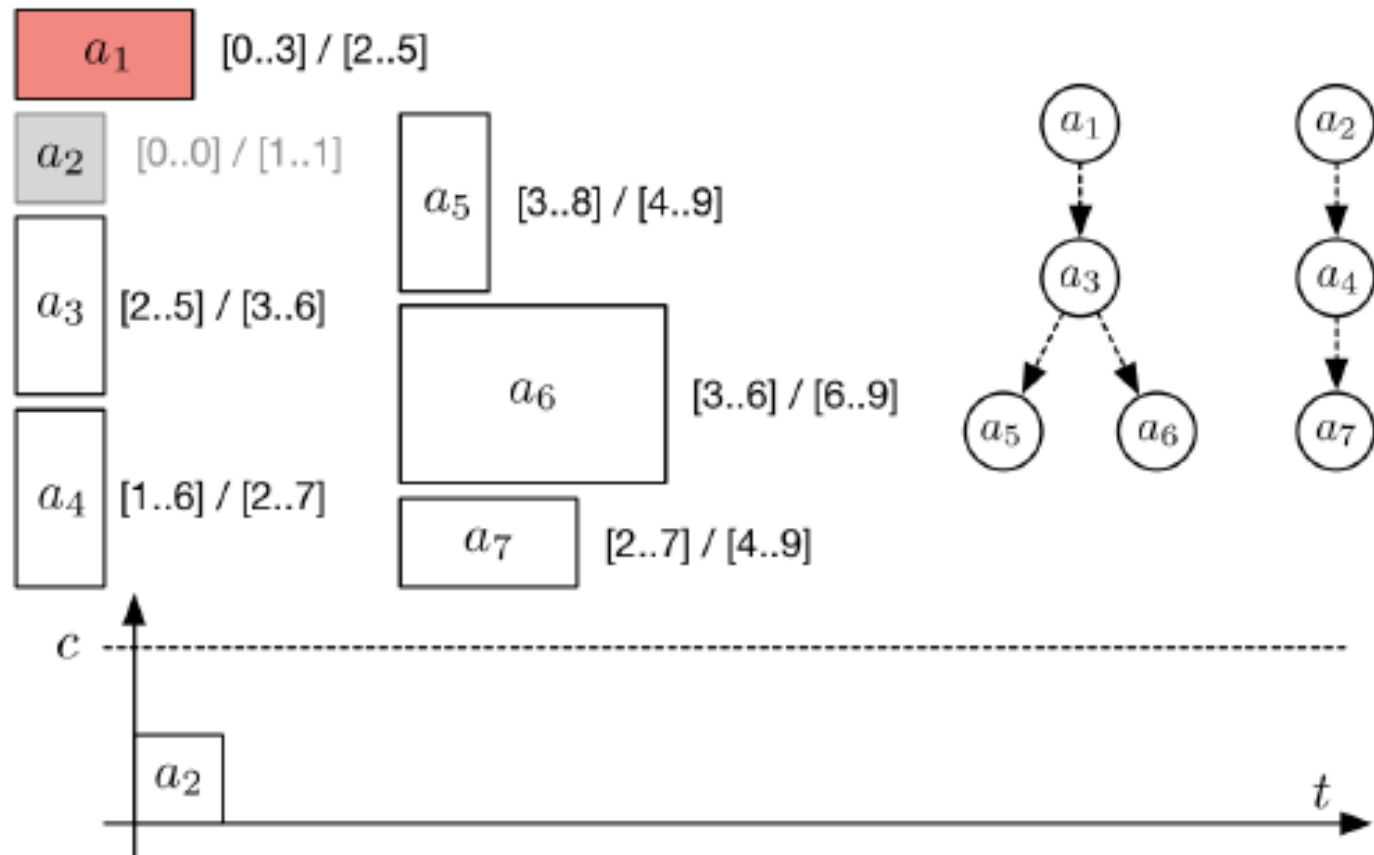 a₁ [0..3] / [2..5]
a₂ [0..0] / [1..1]
a₃ [2..5] / [3..6]
a₄ [1..6] / [2..7]
a₅ [3..8] / [4..9]
a₆ [3..6] / [6..9]
a₇ [2..7] / [4..9]
a₁ a₂
a₃ a₄
a₅ a₆ a₇
c
a₂
t